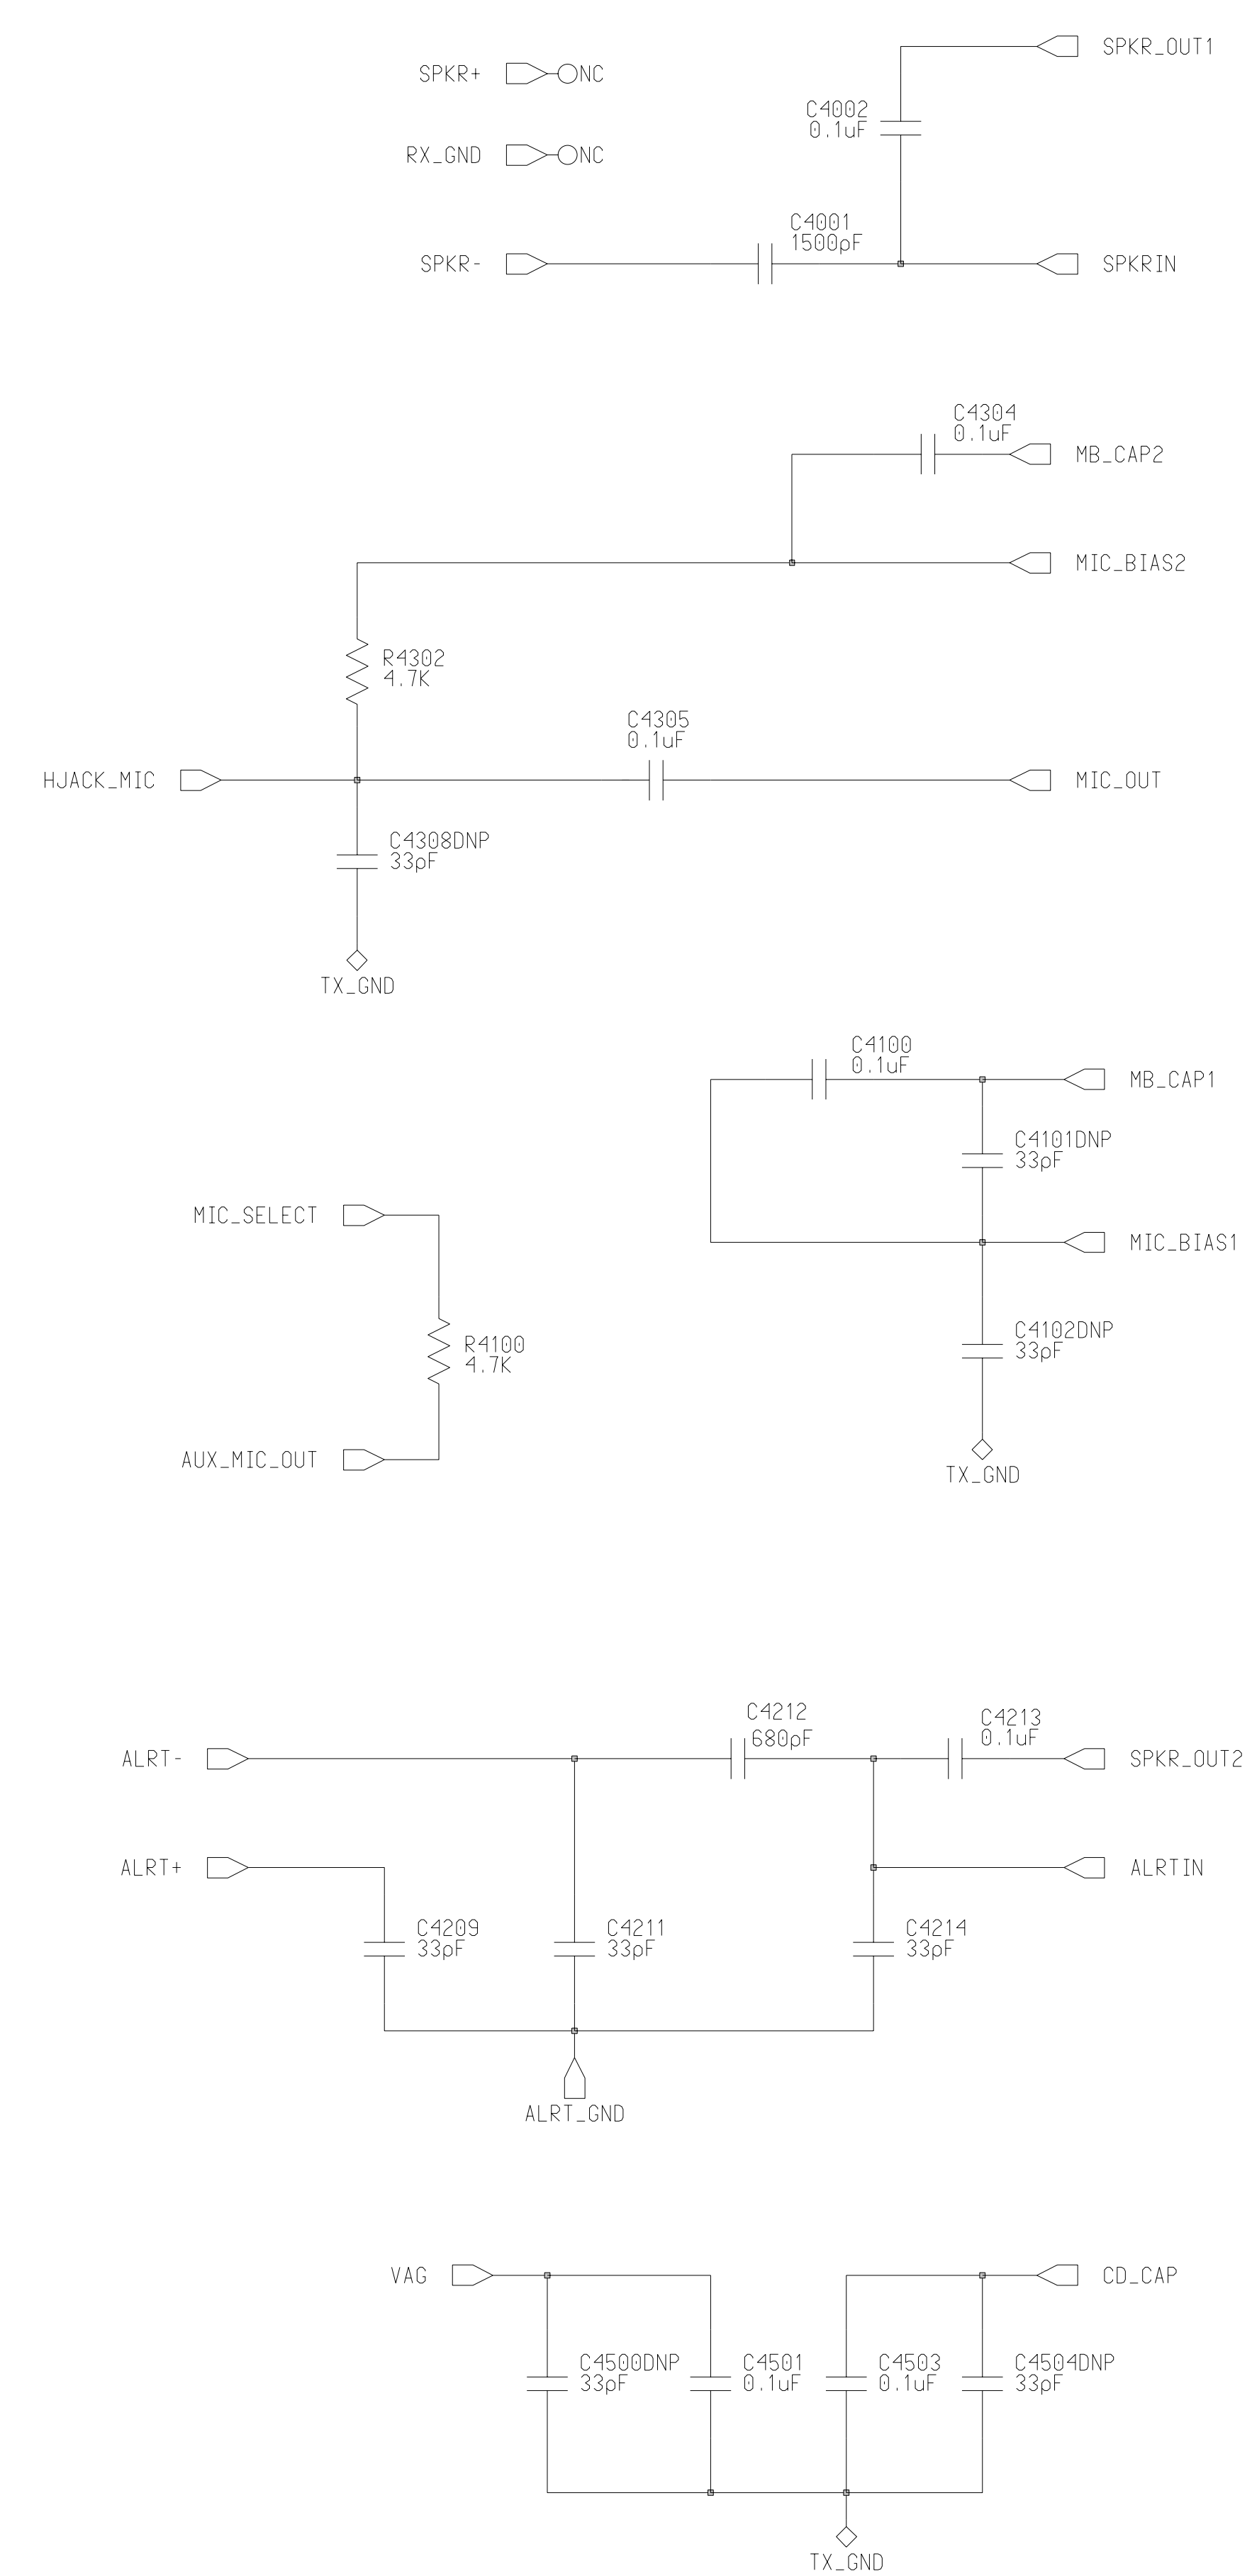 SPKR_OUT1
SPKR+ NC
C4002
0.1uF
RX_GND NC
C4001
1500pF
SPKR-
SPKRIN
C4304
0.1uF
MB_CAP2
MIC_BIAS2
R4302
4.7K
C4305
0.1uF
HJACK_MIC
MIC_OUT
C4308DNP
33pF
TX_GND
C4100
0.1uF
MB_CAP1
C4101DNP
33pF
MIC_SELECT
MIC_BIAS1
C4102DNP
33pF
R4100
4.7K
AUX_MIC_OUT
TX_GND
C4212
680pF
C4213
0.1uF
ALRT-
SPKR_OUT2
ALRT+
ALRTIN
C4209
33pF
C4211
33pF
C4214
33pF
ALRT_GND
VAG
CD_CAP
C4500DNP
33pF
C4501
0.1uF
C4503
0.1uF
C4504DNP
33pF
TX_GND